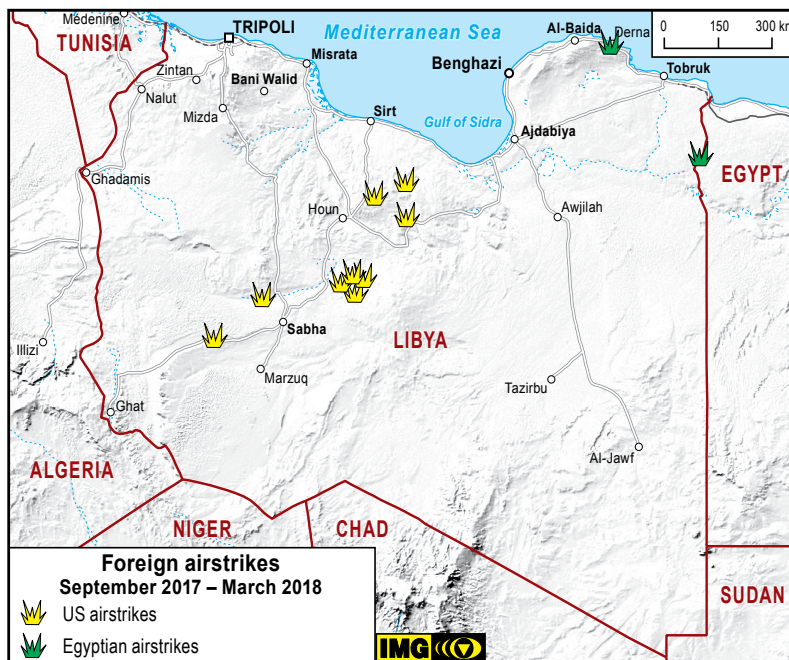 Médenine
TUNISIA
TRIPOLI
Mediterranean Sea
Al-Baida
Derna
0 150 300 km
Misrata
Zintan
Bani Walid
Benghazi
Tobruk
Nalut
Mizda
Sirt
Gulf of Sidra
Ajdabiya
Ghadamis
EGYPT
Houn
Awjilah
Sabha
LIBYA
Illizi
Marzuq
Tazirbu
Ghat
Al-Jawf
ALGERIA
NIGER
CHAD
SUDAN
Foreign airstrikes
September 2017 – March 2018
US airstrikes
Egyptian airstrikes
IMG